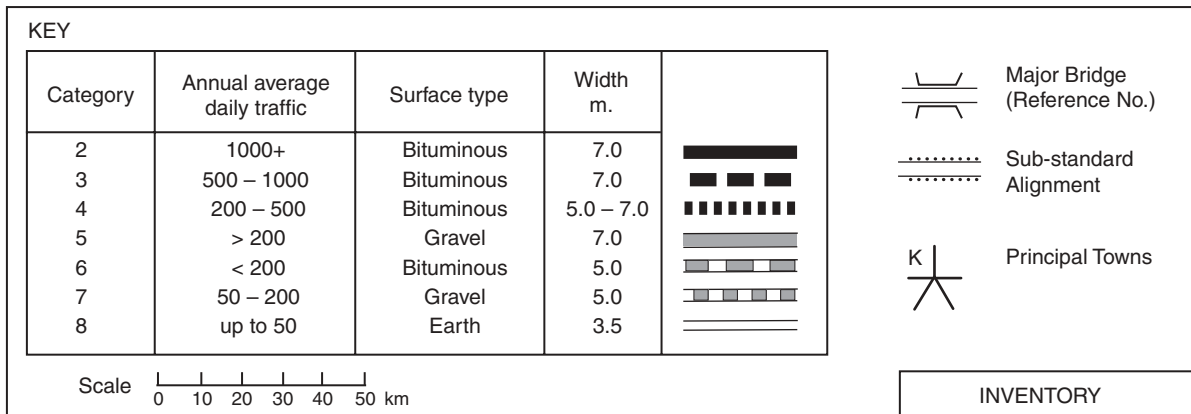 KEY
Category Annual average daily traffic Surface type Width m.
2 1000+ Bituminous 7.0
3 500 – 1000 Bituminous 7.0
4 200 – 500 Bituminous 5.0 – 7.0
5 > 200 Gravel 7.0
6 < 200 Bituminous 5.0
7 50 – 200 Gravel 5.0
8 up to 50 Earth 3.5
Scale
0 10 20 30 40 50 km
Major Bridge
(Reference No.)
Sub-standard
Alignment
K Principal Towns
INVENTORY